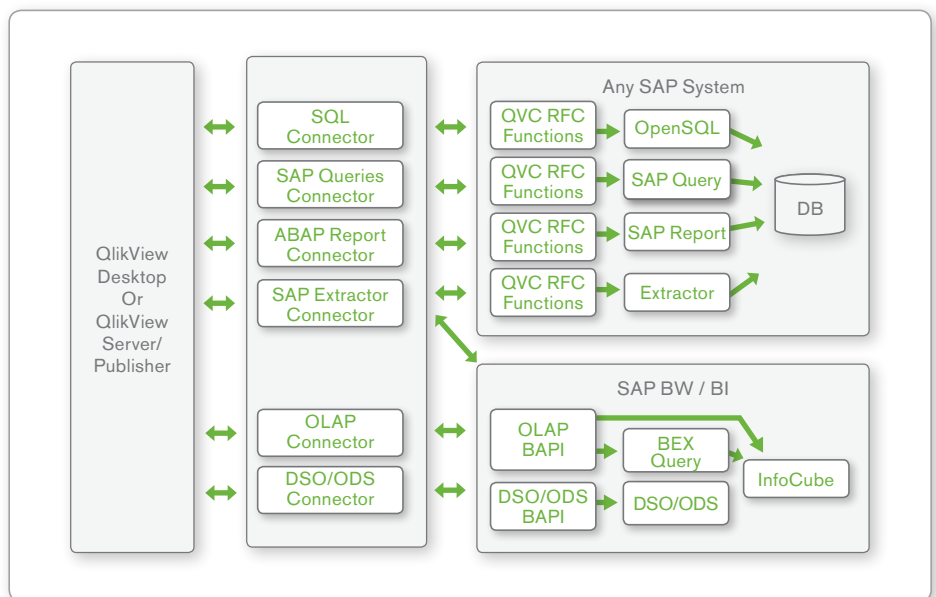 QlikView
Desktop
Or
QlikView
Server/
Publisher
SQL
Connector
SAP Queries
Connector
ABAP Report
Connector
SAP Extractor
Connector
OLAP
Connector
DSO/ODS
Connector
Any SAP System
QVC RFC
Functions
OpenSQL
QVC RFC
Functions
SAP Query
QVC RFC
Functions
SAP Report
QVC RFC
Functions
Extractor
DB
SAP BW / BI
OLAP
BAPI
BEX
Query
InfoCube
DSO/ODS
BAPI
DSO/ODS